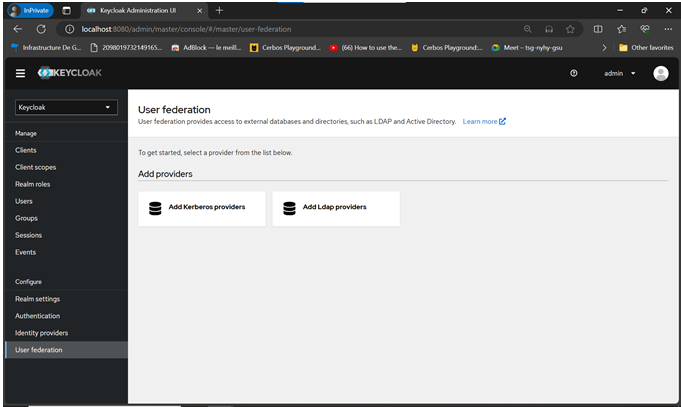 InPrivate
Keycloak Administration UI
localhost:8080/admin/master/console/#/master/user-federation
Infrastructure De G...
2098019732149165...
AdBlock — le meill...
Cerbos Playground...
(66) How to use the...
Cerbos Playground:...
Meet – tsg-nyhy-gsu
Other favorites
KEYCLOAK
admin
Keycloak
Manage
Clients
Client scopes
Realm roles
Users
Groups
Sessions
Events
Configure
Realm settings
Authentication
Identity providers
User federation
User federation
User federation provides access to external databases and directories, such as LDAP and Active Directory. Learn more
To get started, select a provider from the list below.
Add providers
Add Kerberos providers
Add Ldap providers